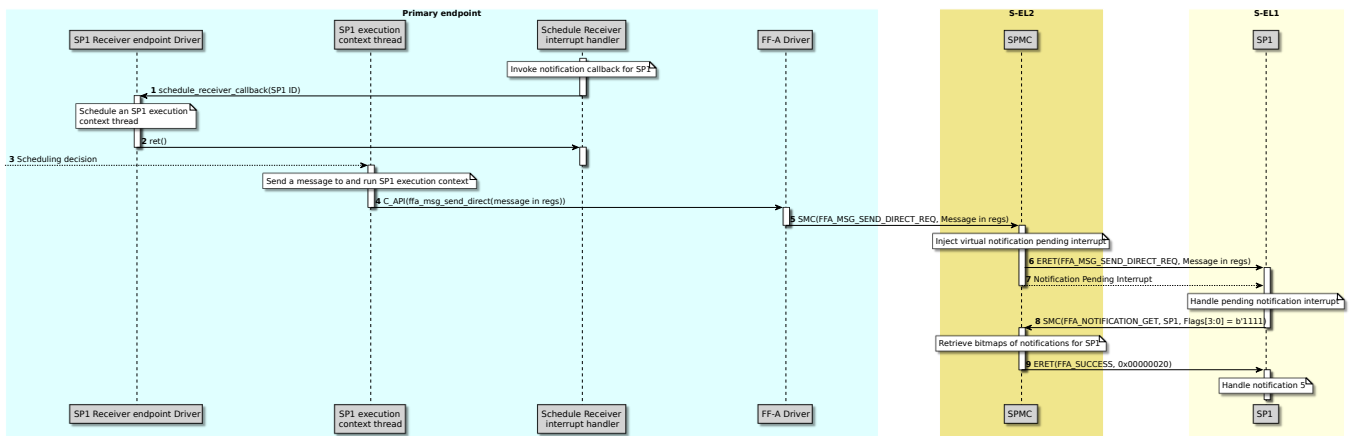 Primary endpoint
S-EL2
S-EL1
SP1 Receiver endpoint Driver
SP1 execution
context thread
Schedule Receiver
interrupt handler
FF-A Driver
SPMC
SP1
Invoke notification callback for SP1
1 schedule_receiver_callback(SP1 ID)
Schedule an SP1 execution
context thread
2 ret()
3 Scheduling decision
Send a message to and run SP1 execution context
4 C_API(ffa_msg_send_direct(message in regs))
5 SMC(FFA_MSG_SEND_DIRECT_REQ, Message in regs)
Inject virtual notification pending interrupt
6 ERET(FFA_MSG_SEND_DIRECT_REQ, Message in regs)
7 Notification Pending Interrupt
Handle pending notification interrupt
8 SMC(FFA_NOTIFICATION_GET, SP1, Flags[3:0] = b'1111)
Retrieve bitmaps of notifications for SP1
9 ERET(FFA_SUCCESS, 0x00000020)
Handle notification 5
SP1 Receiver endpoint Driver
SP1 execution
context thread
Schedule Receiver
interrupt handler
FF-A Driver
SPMC
SP1